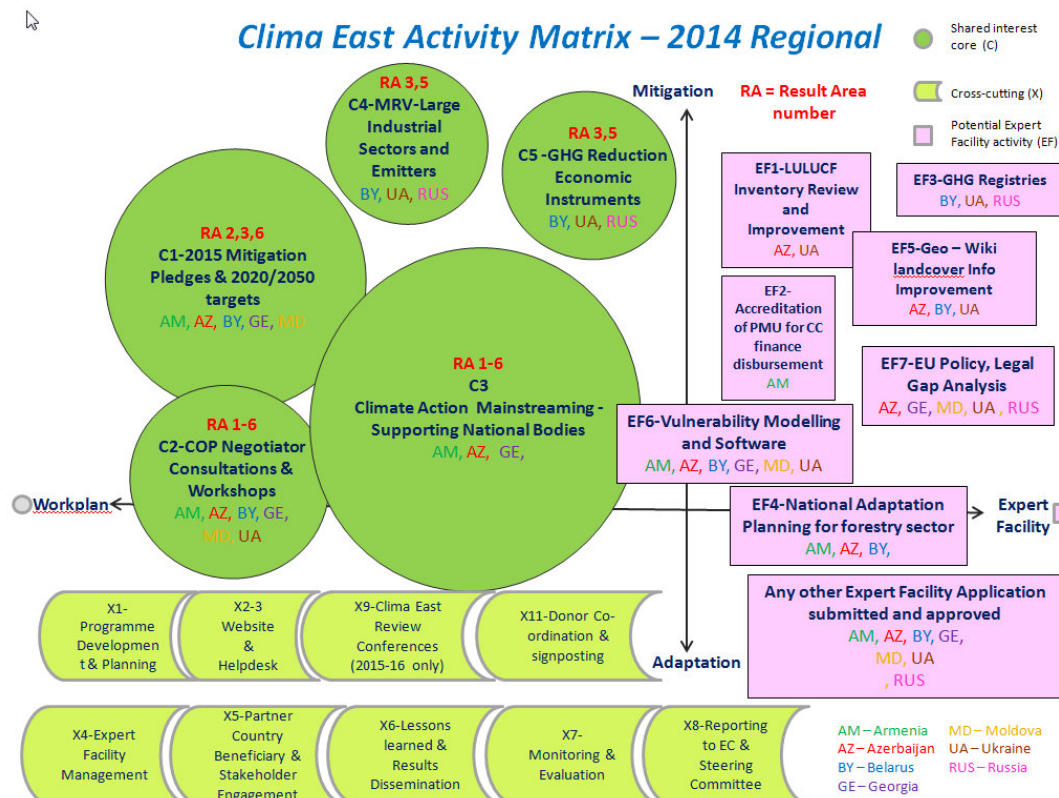 Clima East Activity Matrix – 2014 Regional
Shared interest
core (C)
Cross-cutting (X)
Potential Expert
Facility activity (EF)
RA = Result Area
number
Mitigation
RA 3,5
C4-MRV-Large
Industrial
Sectors and
Emitters
BY, UA, RUS
RA 3,5
C5 -GHG Reduction
Economic
Instruments
BY, UA, RUS
RA 2,3,6
C1-2015 Mitigation
Pledges & 2020/2050
targets
AM, AZ, BY, GE, MD
RA 1-6
C3
Climate Action Mainstreaming -
Supporting National Bodies
AM, AZ, GE,
RA 1-6
C2-COP Negotiator
Consultations &
Workshops
AM, AZ, BY, GE,
MD, UA
Workplan
EF1-LULUCF
Inventory Review
and
Improvement
AZ, UA
EF3-GHG Registries
BY, UA, RUS
EF5-Geo – Wiki
landcover Info
Improvement
AZ, BY, UA
EF2-
Accreditation
of PMU for CC
finance
disbursement
AM
EF7-EU Policy, Legal
Gap Analysis
AZ, GE, MD, UA , RUS
EF6-Vulnerability Modelling
and Software
AM, AZ, BY, GE, MD, UA
EF4-National Adaptation
Planning for forestry sector
AM, AZ, BY,
Expert
Facility
Any other Expert Facility Application
submitted and approved
AM, AZ, BY, GE,
MD, UA
, RUS
Adaptation
X1-
Programme
Developmen
t & Planning
X2-3
Website
&
Helpdesk
X9-Clima East
Review
Conferences
(2015-16 only)
X11-Donor Co-
ordination &
signposting
X4-Expert
Facility
Management
X5-Partner
Country
Beneficiary &
Stakeholder
Engagement
X6-Lessons
learned &
Results
Dissemination
X7-
Monitoring &
Evaluation
X8-Reporting
to EC &
Steering
Committee
AM – Armenia
AZ – Azerbaijan
BY – Belarus
GE – Georgia
MD – Moldova
UA – Ukraine
RUS – Russia